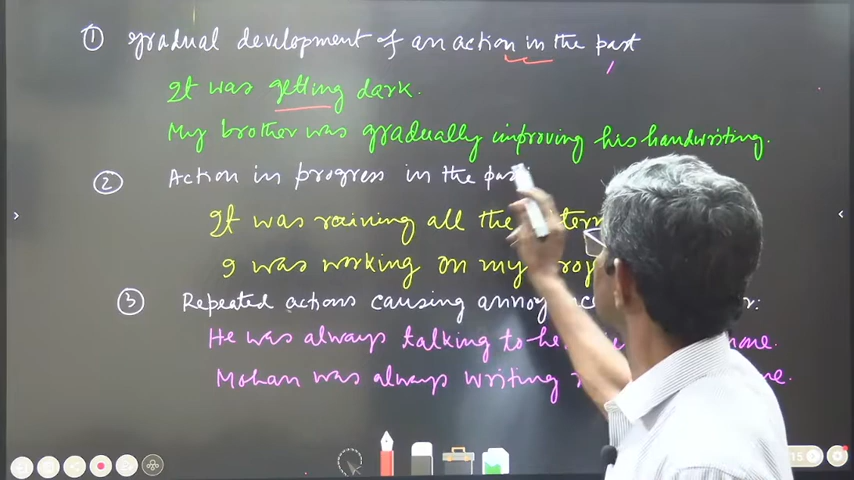 ① gradual development of an action in the past
It was getting dark.
My brother was gradually improving his handwriting.
② Action in progress in the past
It was raining all the
I was working on my
③ Repeated actions causing
He was always talking to
Mohan was always writing
15